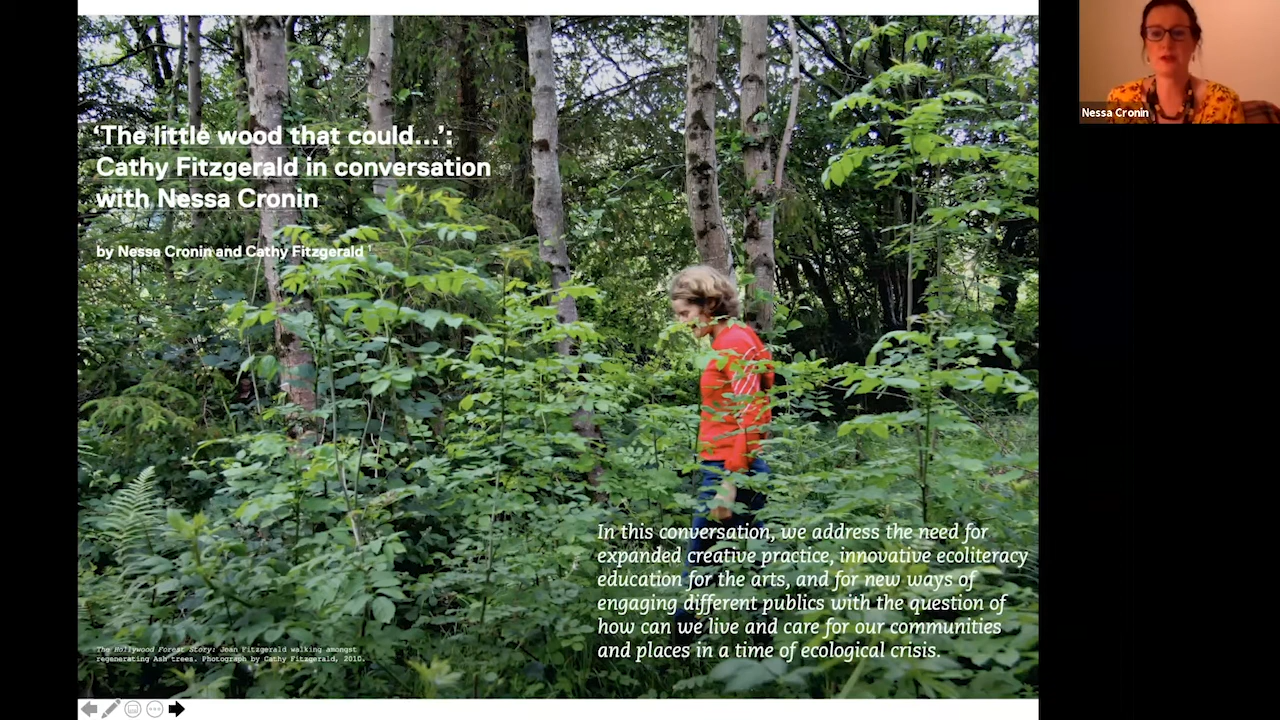 ‘The little wood that could...’:
Cathy Fitzgerald in conversation
with Nessa Cronin
by Nessa Cronin and Cathy Fitzgerald ¹
In this conversation, we address the need for
expanded creative practice, innovative ecoliteracy
education for the arts, and for new ways of
engaging different publics with the question of
how can we live and care for our communities
and places in a time of ecological crisis.
The Hollywood Forest Story: Jean Fitzgerald walking amongst
regenerating Ash trees. Photograph by Cathy Fitzgerald, 2010.
Nessa Cronin